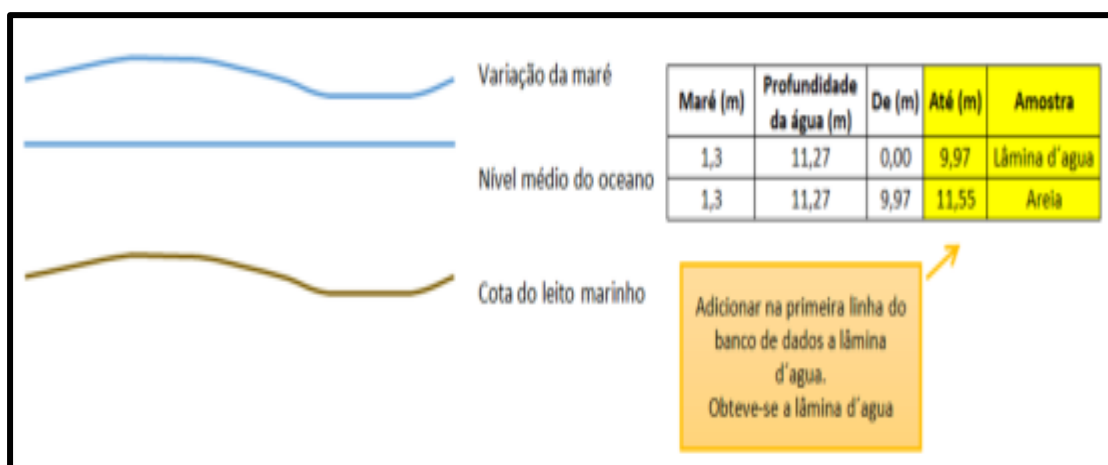 Variação da maré
Nível médio do oceano
Cota do leito marinho
Maré (m) Profundidade da água (m) De (m) Até (m) Amostra
1,3 11,27 0,00 9,97 Lâmina d´agua
1,3 11,27 9,97 11,55 Areia
Adicionar na primeira linha do
banco de dados a lâmina
d´agua.
Obteve-se a lâmina d´agua